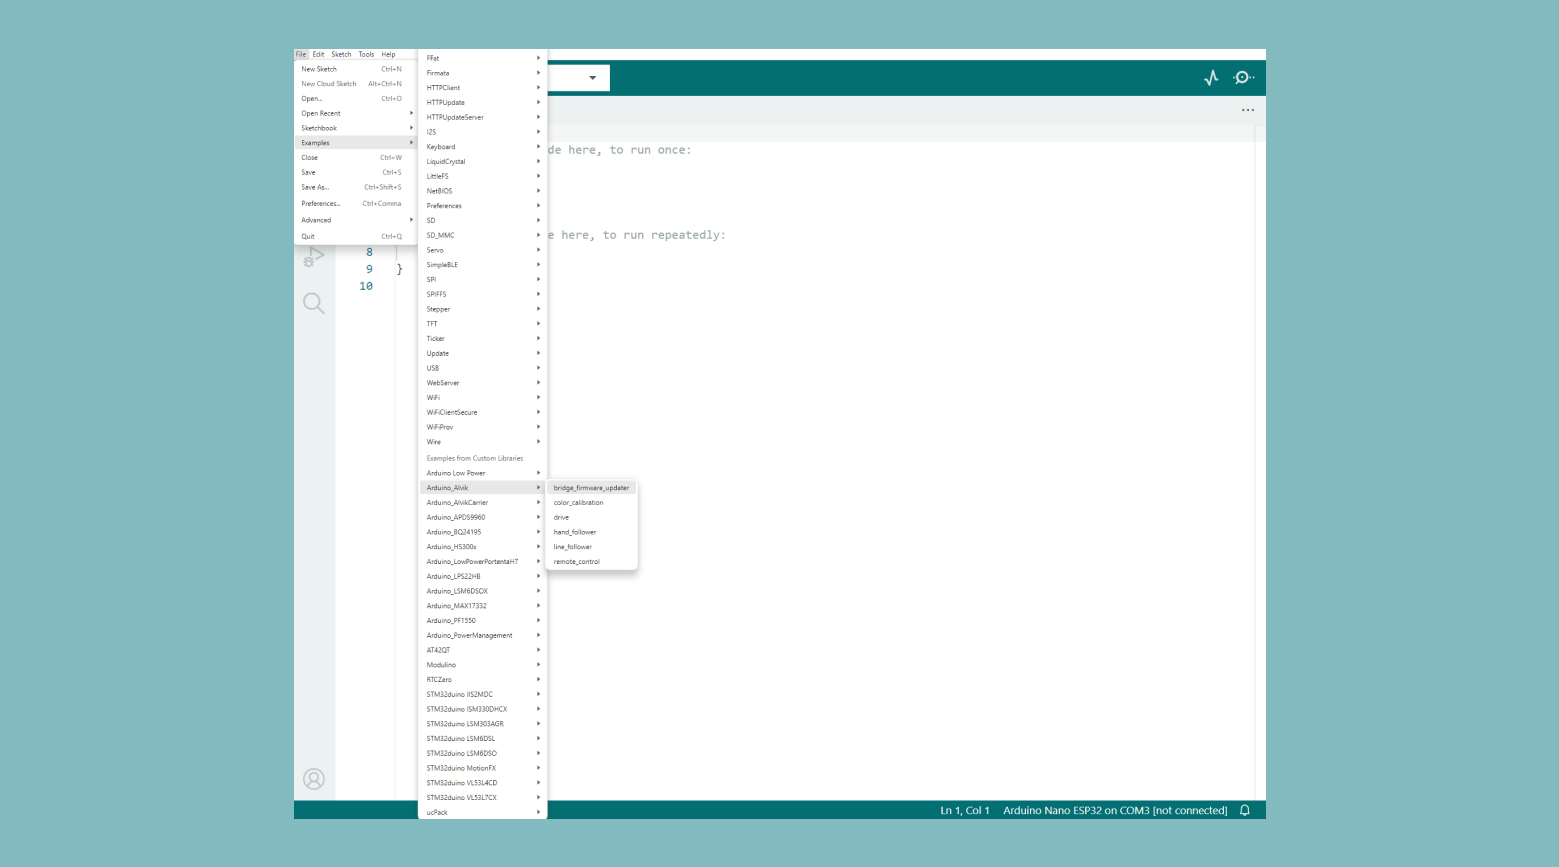 File Edit Sketch Tools Help
New Sketch Ctrl+N
New Cloud Sketch Alt+Ctrl+N
Open... Ctrl+O
Open Recent
Sketchbook
Examples
Close Ctrl+W
Save Ctrl+S
Save As... Ctrl+Shift+S
Preferences... Ctrl+Comma
Advanced
Quit Ctrl+Q
FFat
Firmata
HTTPClient
HTTPUpdate
HTTPUpdateServer
I2S
Keyboard
LiquidCrystal
LittleFS
NetBIOS
Preferences
SD
SD_MMC
Servo
SimpleBLE
SPI
SPIFFS
Stepper
TFT
Ticker
Update
USB
WebServer
WiFi
WiFiClientSecure
WiFiProv
Wire
Examples from Custom Libraries
Arduino Low Power
Arduino_Alvik
Arduino_AlvikCarrier
Arduino_APDS9960
Arduino_BQ24195
Arduino_HS300x
Arduino_LowPowerPortentaH7
Arduino_LPS22HB
Arduino_LSM6DSOX
Arduino_MAX17332
Arduino_PF1550
Arduino_PowerManagement
AT42QT
Modulino
RTCZero
STM32duino IIS2MDC
STM32duino ISM330DHCX
STM32duino LSM303AGR
STM32duino LSM6DSL
STM32duino LSM6DSO
STM32duino MotionFX
STM32duino VL53L4CD
STM32duino VL53L7CX
ucPack
bridge_firmware_updater
color_calibration
drive
hand_follower
line_follower
remote_control
de here, to run once:
e here, to run repeatedly:
8
9 }
10
Ln 1, Col 1 Arduino Nano ESP32 on COM3 [not connected]